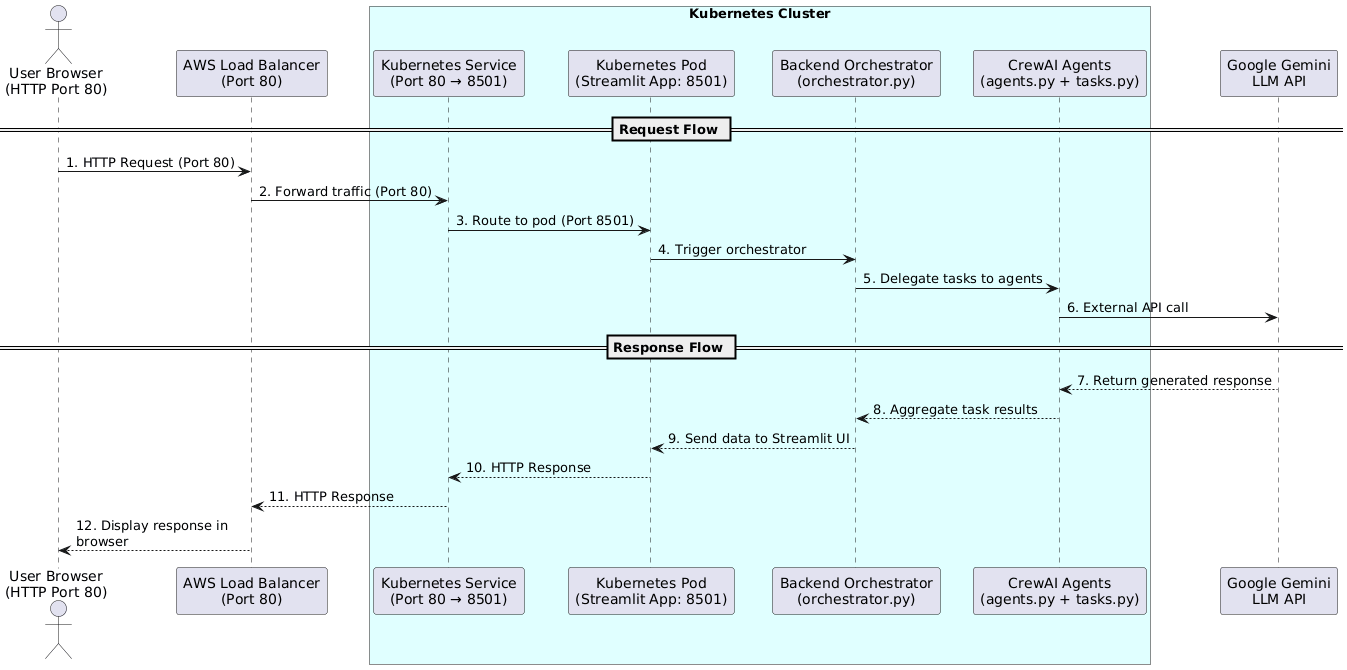 Kubernetes Cluster
User Browser
(HTTP Port 80)
AWS Load Balancer
(Port 80)
Kubernetes Service
(Port 80 → 8501)
Kubernetes Pod
(Streamlit App: 8501)
Backend Orchestrator
(orchestrator.py)
CrewAI Agents
(agents.py + tasks.py)
Google Gemini
LLM API
Request Flow
1. HTTP Request (Port 80)
2. Forward traffic (Port 80)
3. Route to pod (Port 8501)
4. Trigger orchestrator
5. Delegate tasks to agents
6. External API call
Response Flow
7. Return generated response
8. Aggregate task results
9. Send data to Streamlit UI
10. HTTP Response
11. HTTP Response
12. Display response in
browser
User Browser
(HTTP Port 80)
AWS Load Balancer
(Port 80)
Kubernetes Service
(Port 80 → 8501)
Kubernetes Pod
(Streamlit App: 8501)
Backend Orchestrator
(orchestrator.py)
CrewAI Agents
(agents.py + tasks.py)
Google Gemini
LLM API